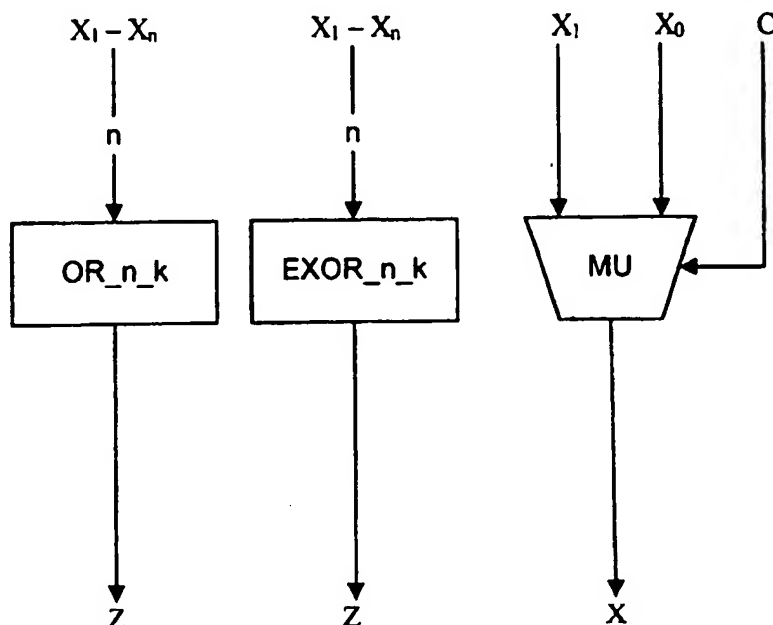 X₁ – Xₙ X₁ – Xₙ X₁ X₀ C
n n
OR_n_k EXOR_n_k MU
Z Z X